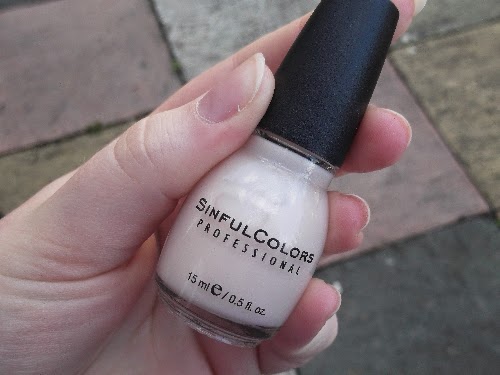 SINFULCOLORS
PROFESSIONAL
15 ml e / 0.5 fl. oz.